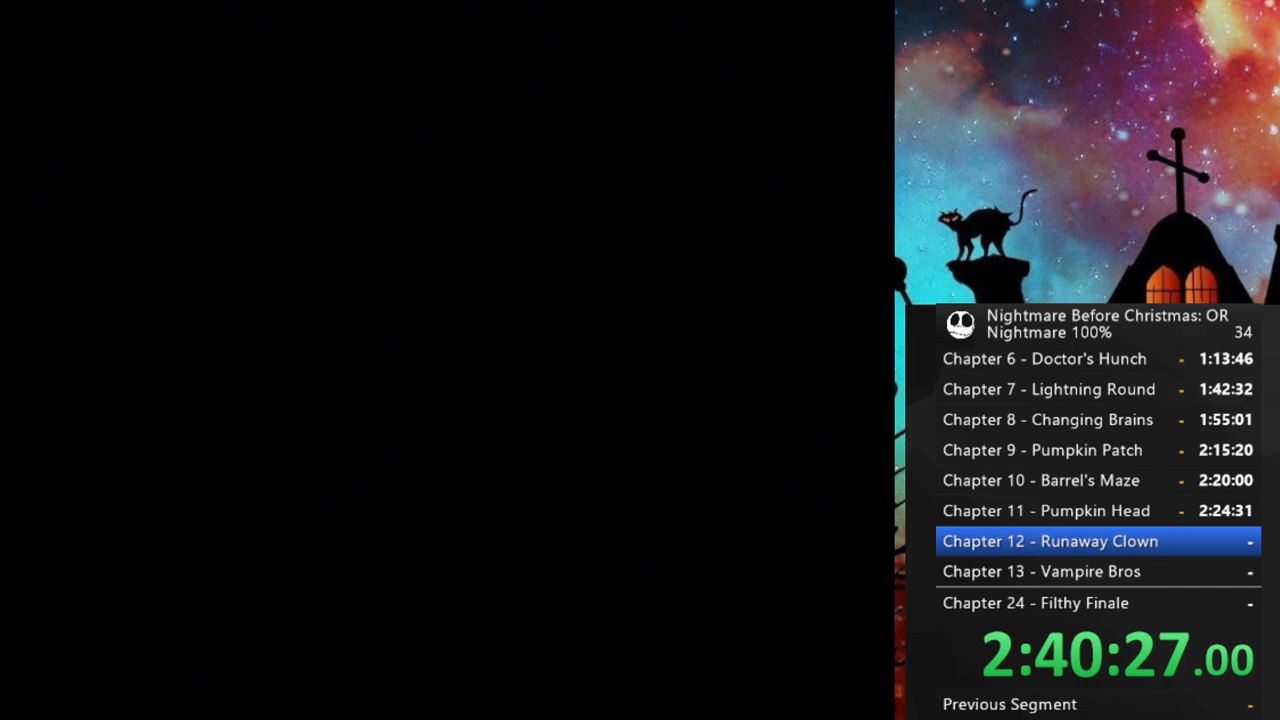 Nightmare Before Christmas: OR
Nightmare 100% 34
Chapter 6 - Doctor's Hunch - 1:13:46
Chapter 7 - Lightning Round - 1:42:32
Chapter 8 - Changing Brains - 1:55:01
Chapter 9 - Pumpkin Patch - 2:15:20
Chapter 10 - Barrel's Maze - 2:20:00
Chapter 11 - Pumpkin Head - 2:24:31
Chapter 12 - Runaway Clown -
Chapter 13 - Vampire Bros -
Chapter 24 - Filthy Finale -
2:40:27.00
Previous Segment -